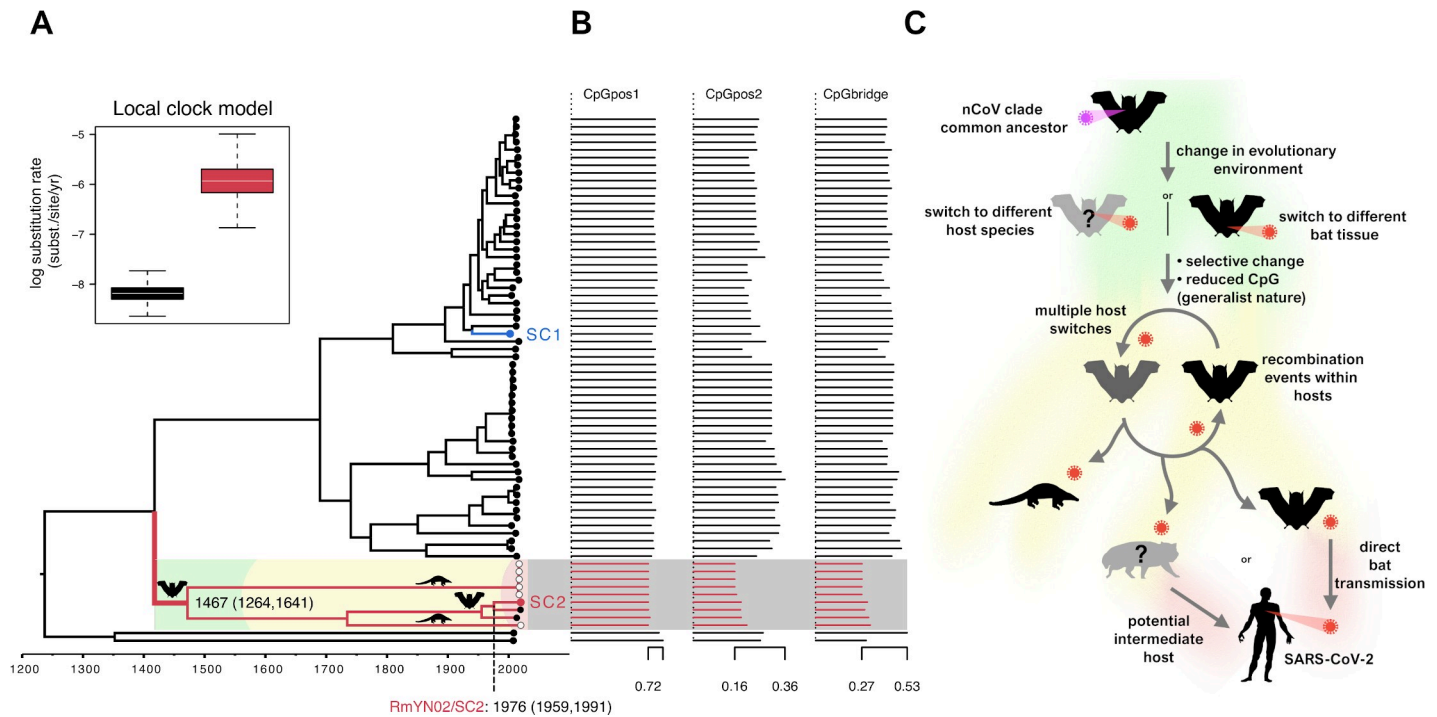 A
B
C
Local clock model
log substitution rate
(subst./site/yr)
−5
−6
−7
−8
SC1
1467 (1264,1641)
SC2
1200 1300 1400 1500 1600 1700 1800 1900 2000
RmYN02/SC2: 1976 (1959,1991)
CpGpos1 CpGpos2 CpGbridge
0.72 0.16 0.36 0.27 0.53
nCoV clade
common ancestor
change in evolutionary
environment
or
switch to different
host species
?
switch to different
bat tissue
• selective change
• reduced CpG
(generalist nature)
multiple host
switches
recombination
events within
hosts
?
or
direct
bat
transmission
potential
intermediate
host
SARS-CoV-2